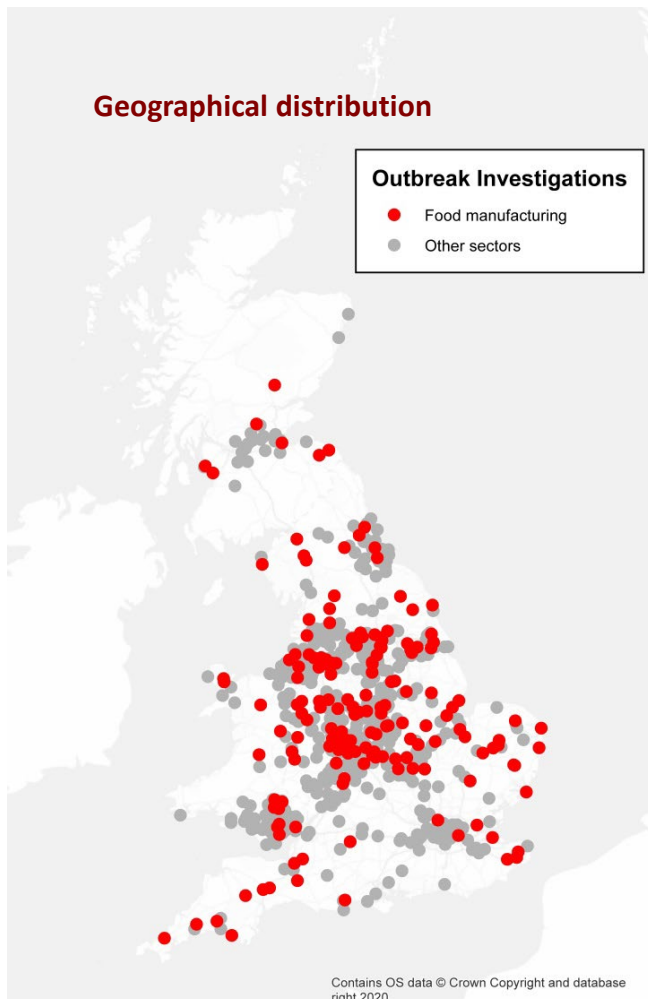 Geographical distribution
Outbreak Investigations
Food manufacturing
Other sectors
Contains OS data © Crown Copyright and database
right 2020